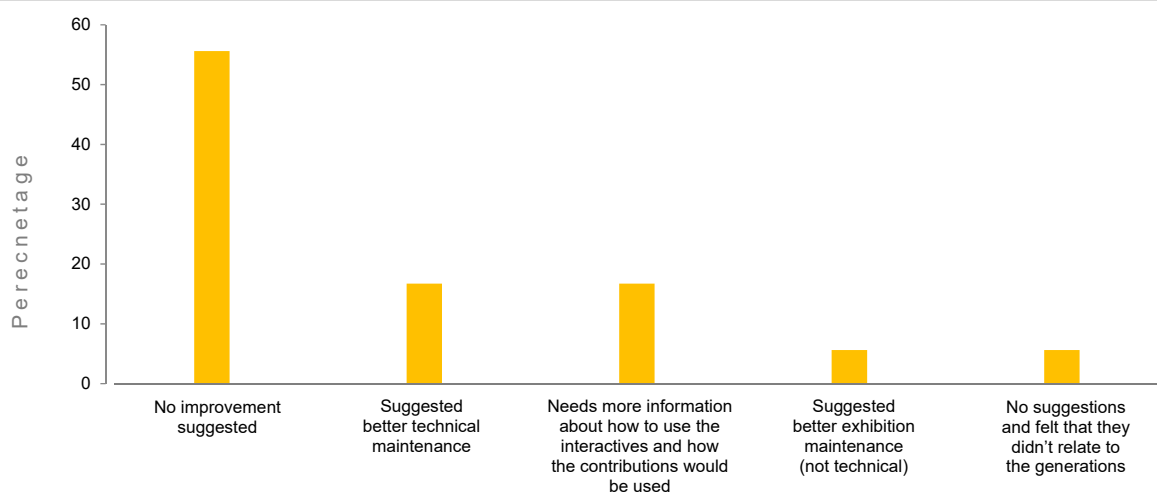 60
50
40
30
20
10
0
Perecnetage
No improvement
suggested
Suggested
better technical
maintenance
Needs more information
about how to use the
interactives and how
the contributions would
be used
Suggested
better exhibition
maintenance
(not technical)
No suggestions
and felt that they
didn’t relate to
the generations